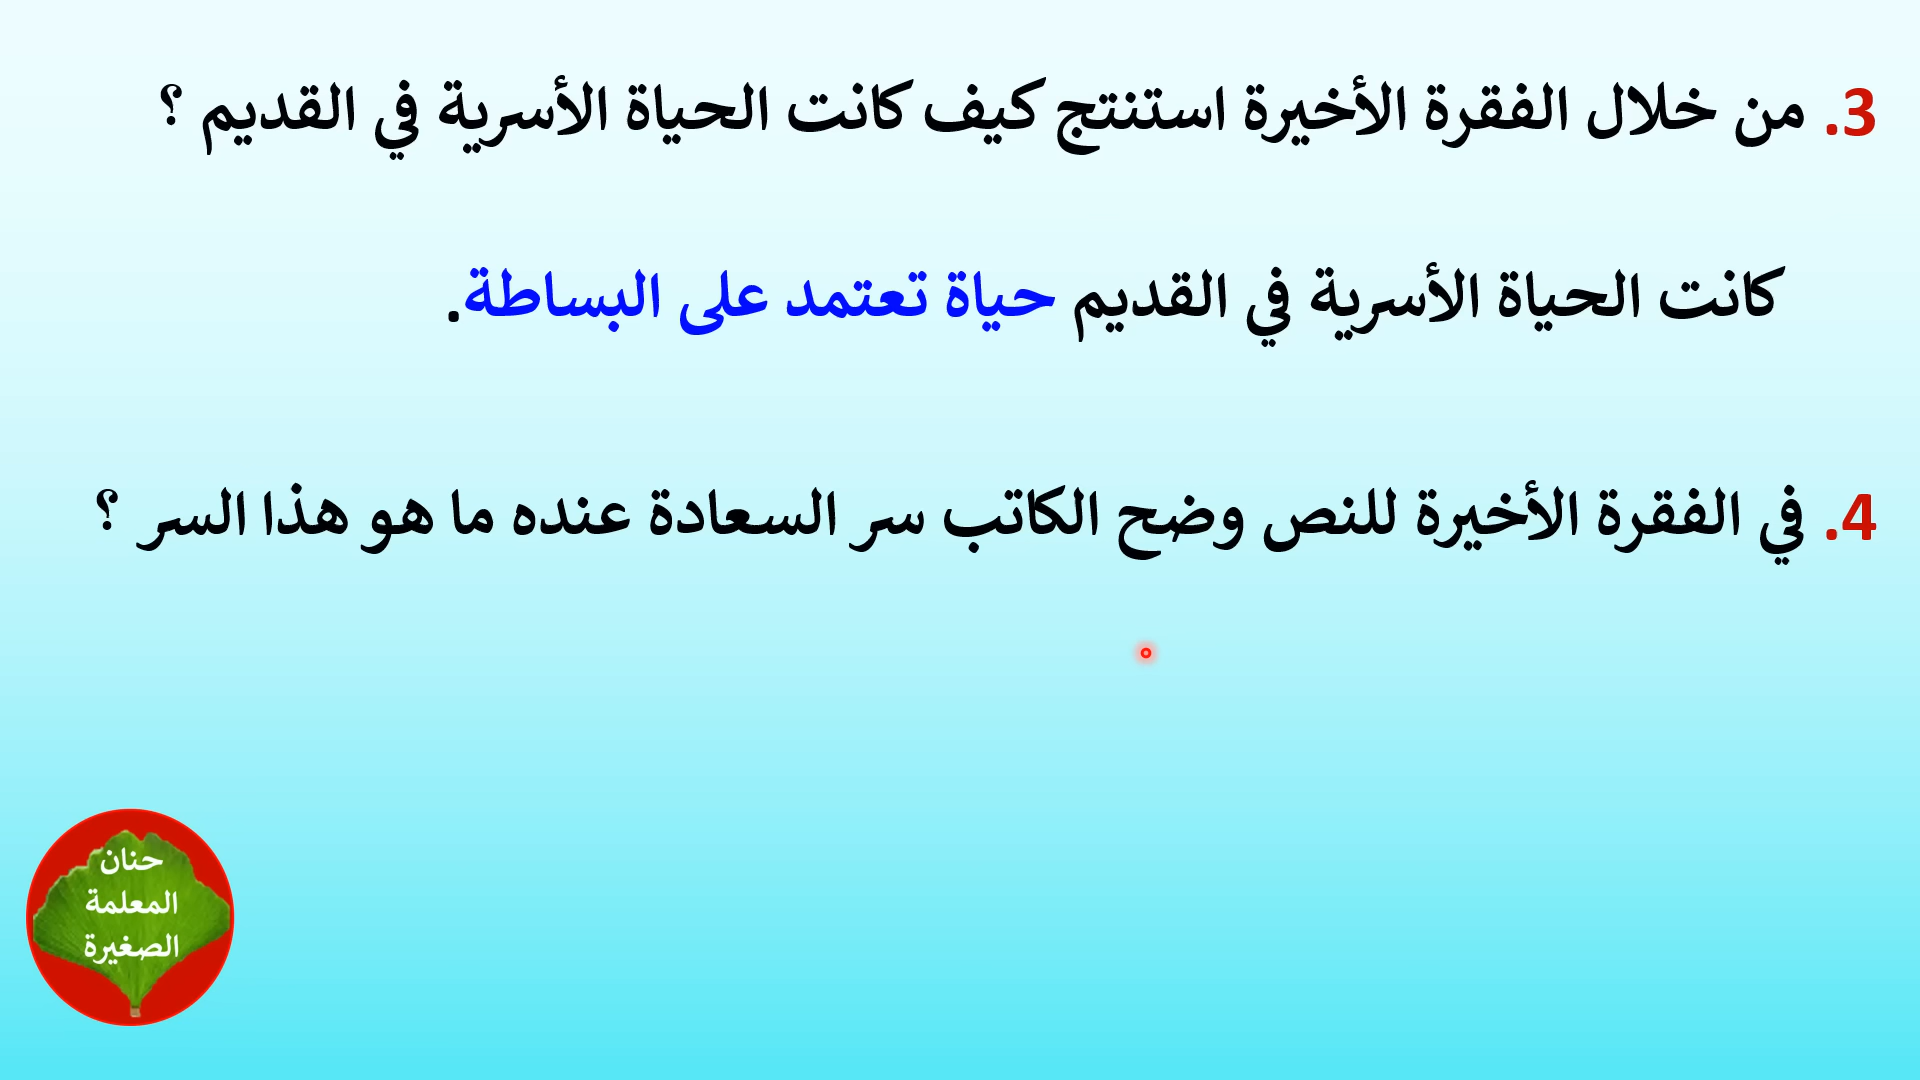 3. من خلال الفقرة الأخيرة استنتج كيف كانت الحياة الأسرية في القديم ؟
كانت الحياة الأسرية في القديم حياة تعتمد على البساطة.
4. في الفقرة الأخيرة للنص وضح الكاتب سر السعادة عنده ما هو هذا السر ؟
حنان
المعلمة
الصغيرة